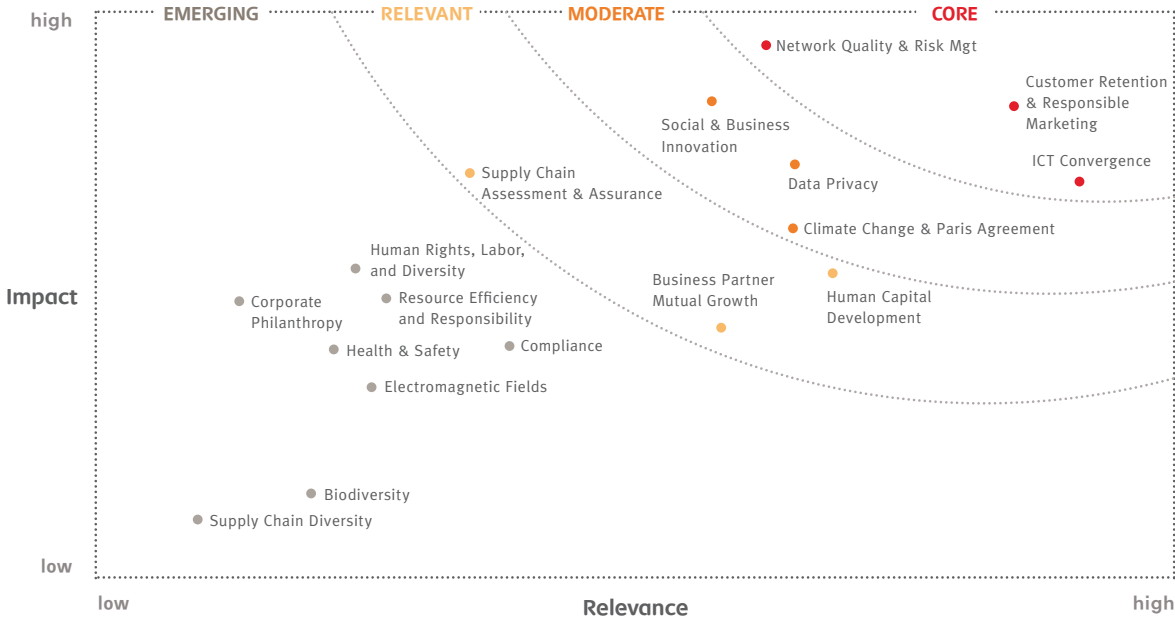 high
EMERGING
RELEVANT
MODERATE
CORE
Network Quality & Risk Mgt
Customer Retention
& Responsible
Marketing
Social & Business
Innovation
ICT Convergence
Supply Chain
Assessment & Assurance
Data Privacy
Climate Change & Paris Agreement
Human Rights, Labor,
and Diversity
Business Partner
Mutual Growth
Human Capital
Development
Impact
Corporate
Philanthropy
Resource Efficiency
and Responsibility
Health & Safety
Compliance
Electromagnetic Fields
Biodiversity
Supply Chain Diversity
low
low
Relevance
high